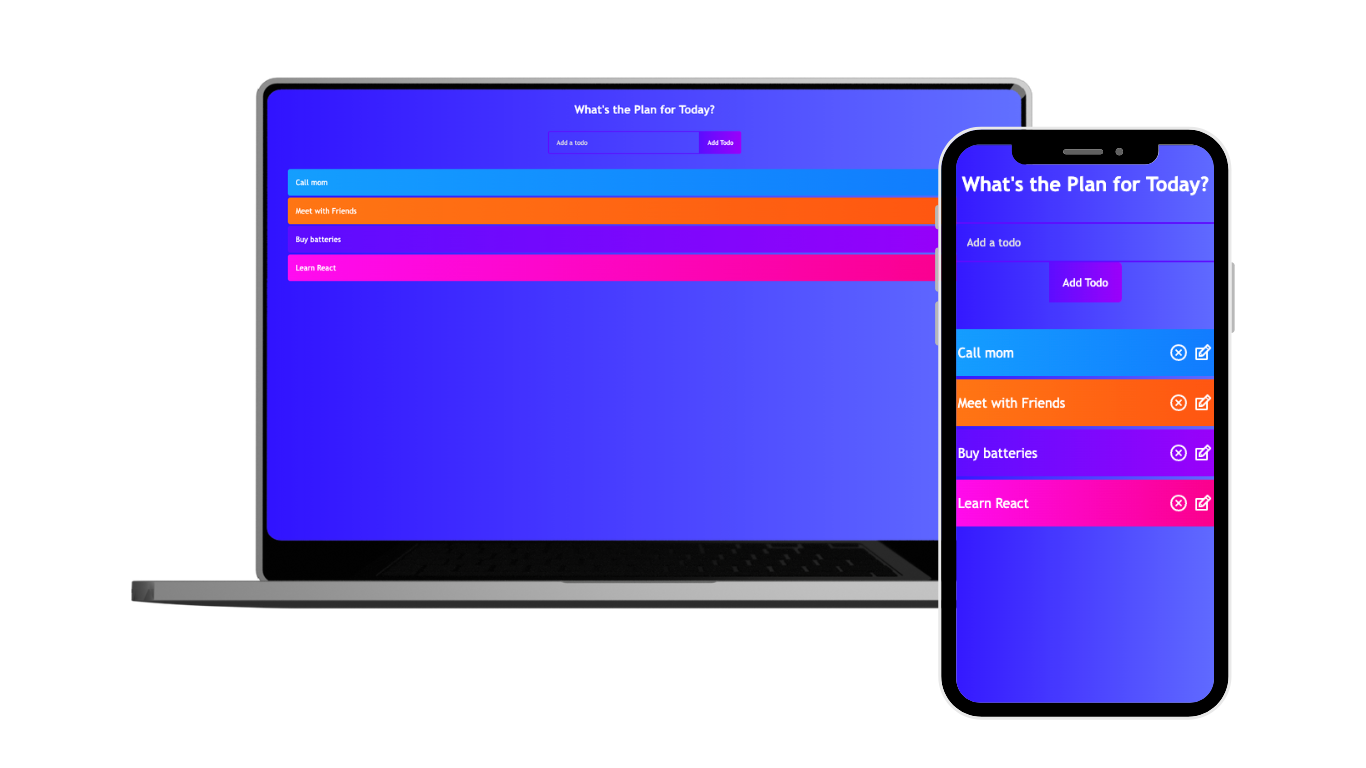 What's the Plan for Today?
Add a todo
Add Todo
Call mom
Meet with Friends
Buy batteries
Learn React
What's the Plan for Today?
Add a todo
Add Todo
Call mom
Meet with Friends
Buy batteries
Learn React